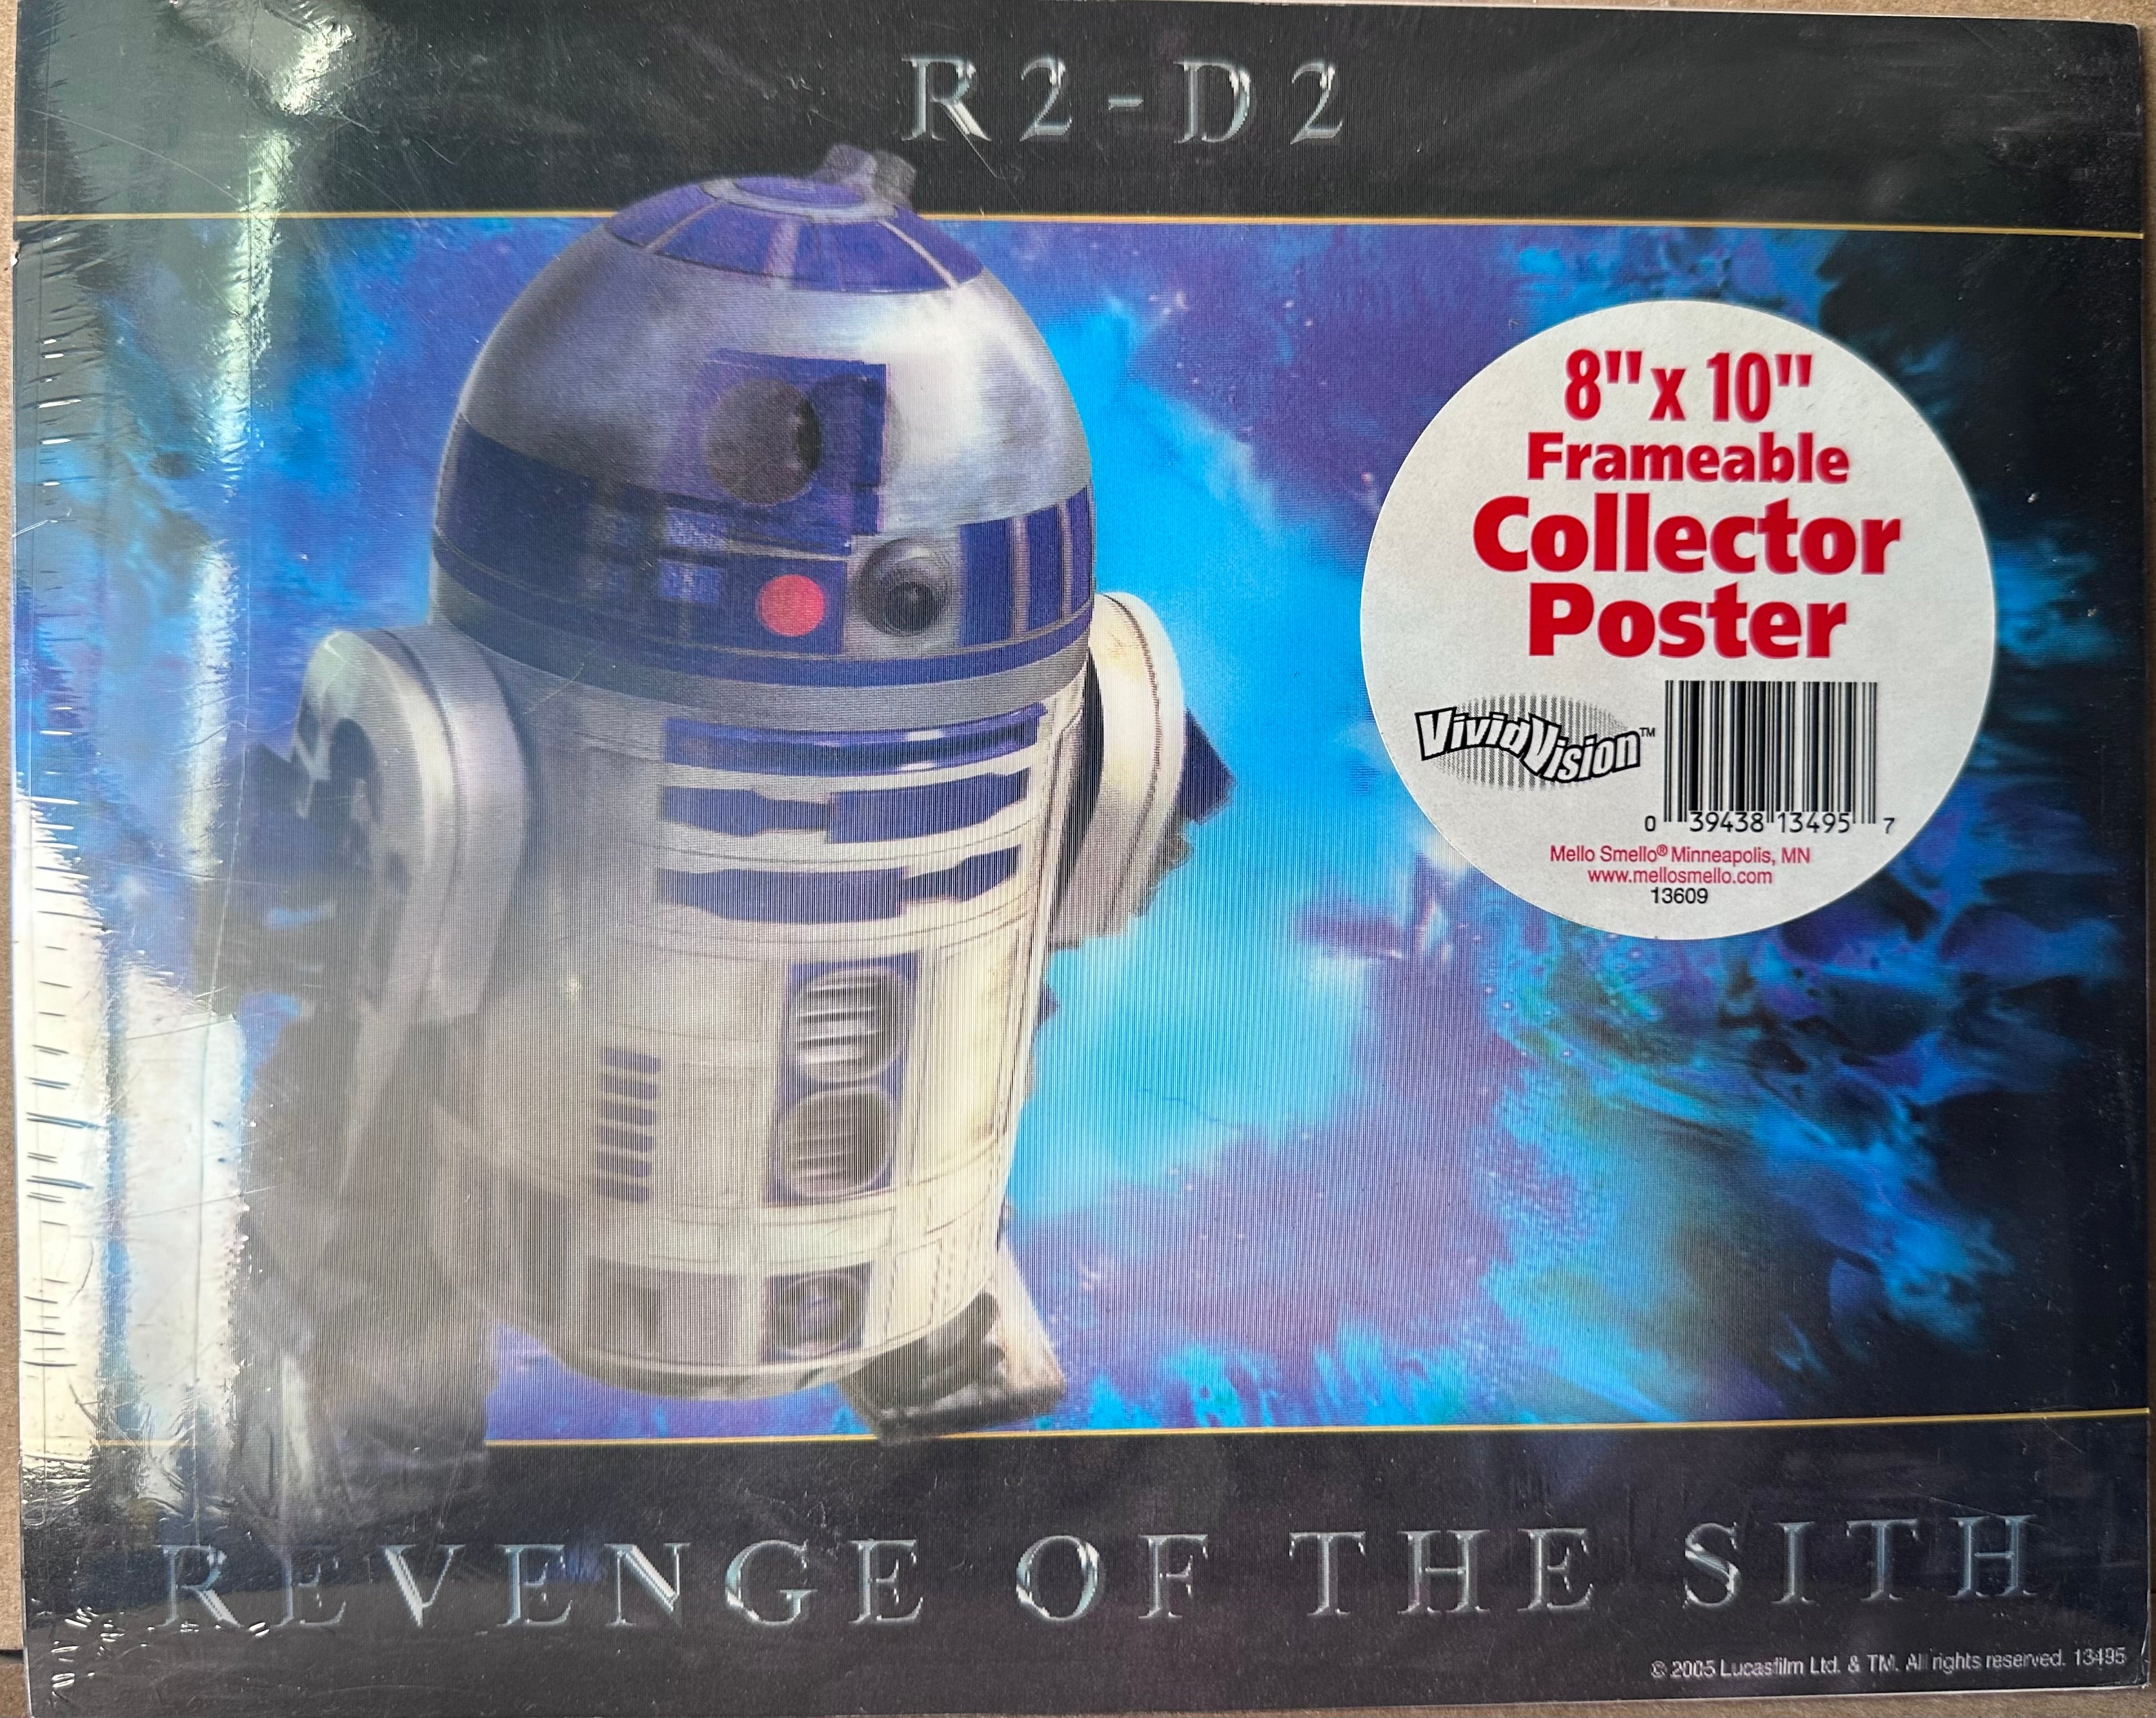 R2-D2
8" x 10"
Frameable
Collector
Poster
VividVision™
0 39438 13495 7
Mello Smello® Minneapolis, MN
www.mellosmello.com
13609
REVENGE OF THE SITH
© 2005 Lucasfilm Ltd. & TM. All rights reserved. 13495